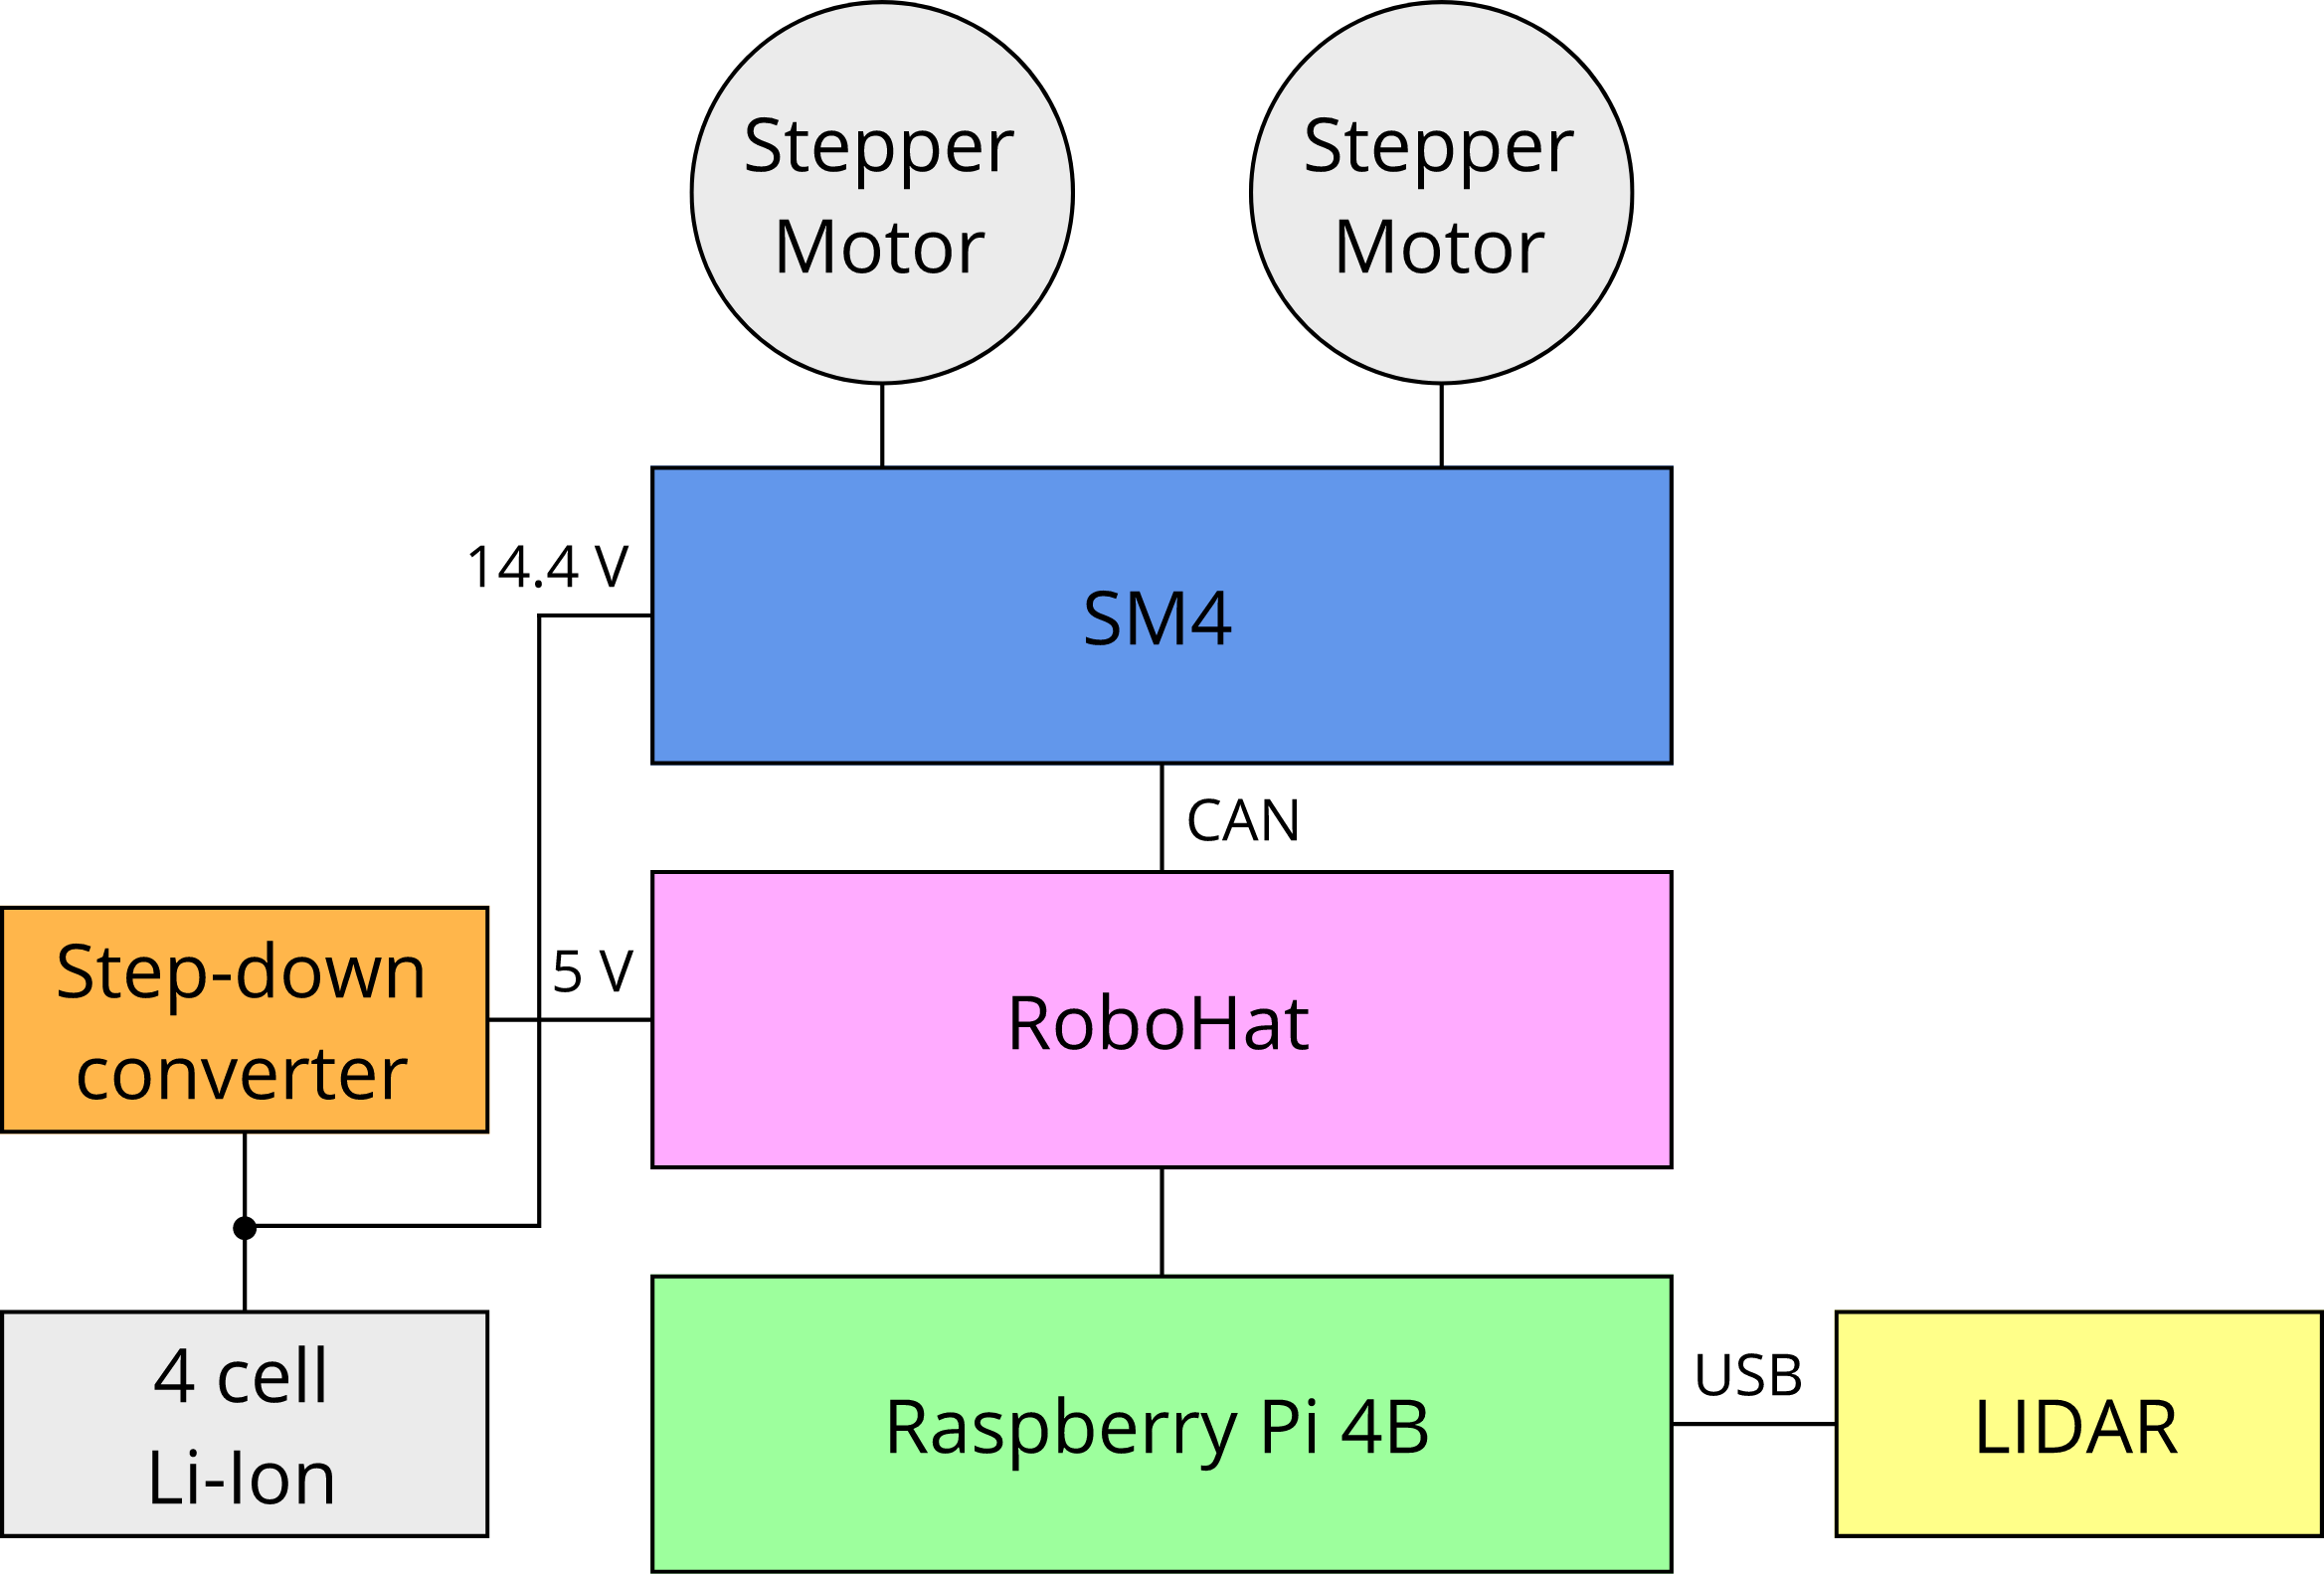 Stepper
Motor
Stepper
Motor
14.4 V
SM4
CAN
Step-down
converter
5 V
RoboHat
4 cell
Li-Ion
Raspberry Pi 4B
USB
LIDAR